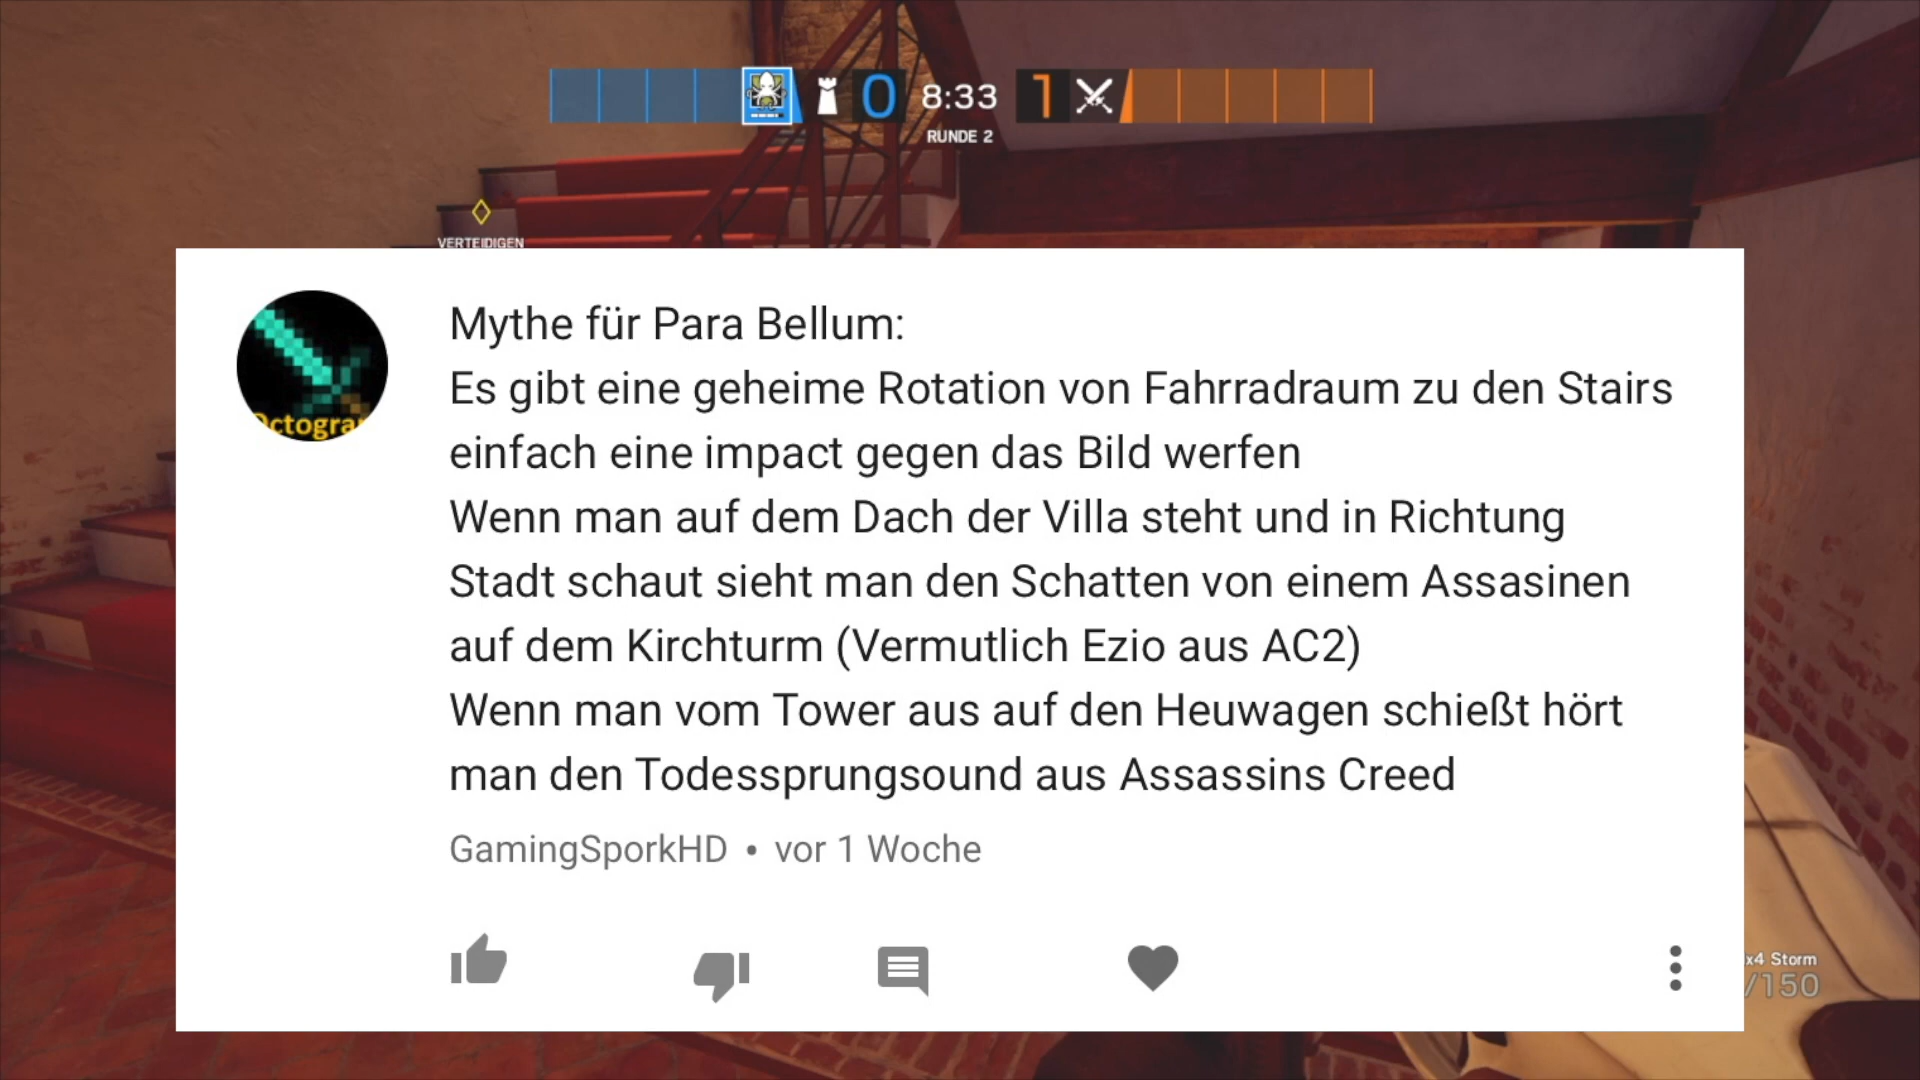 0 8:33 1
RUNDE 2
VERTEIDIGEN
Mythe für Para Bellum:
Es gibt eine geheime Rotation von Fahrradraum zu den Stairs
einfach eine impact gegen das Bild werfen
Wenn man auf dem Dach der Villa steht und in Richtung
Stadt schaut sieht man den Schatten von einem Assasinen
auf dem Kirchturm (Vermutlich Ezio aus AC2)
Wenn man vom Tower aus auf den Heuwagen schießt hört
man den Todessprungsound aus Assassins Creed
GamingSporkHD • vor 1 Woche
x4 Storm
/150